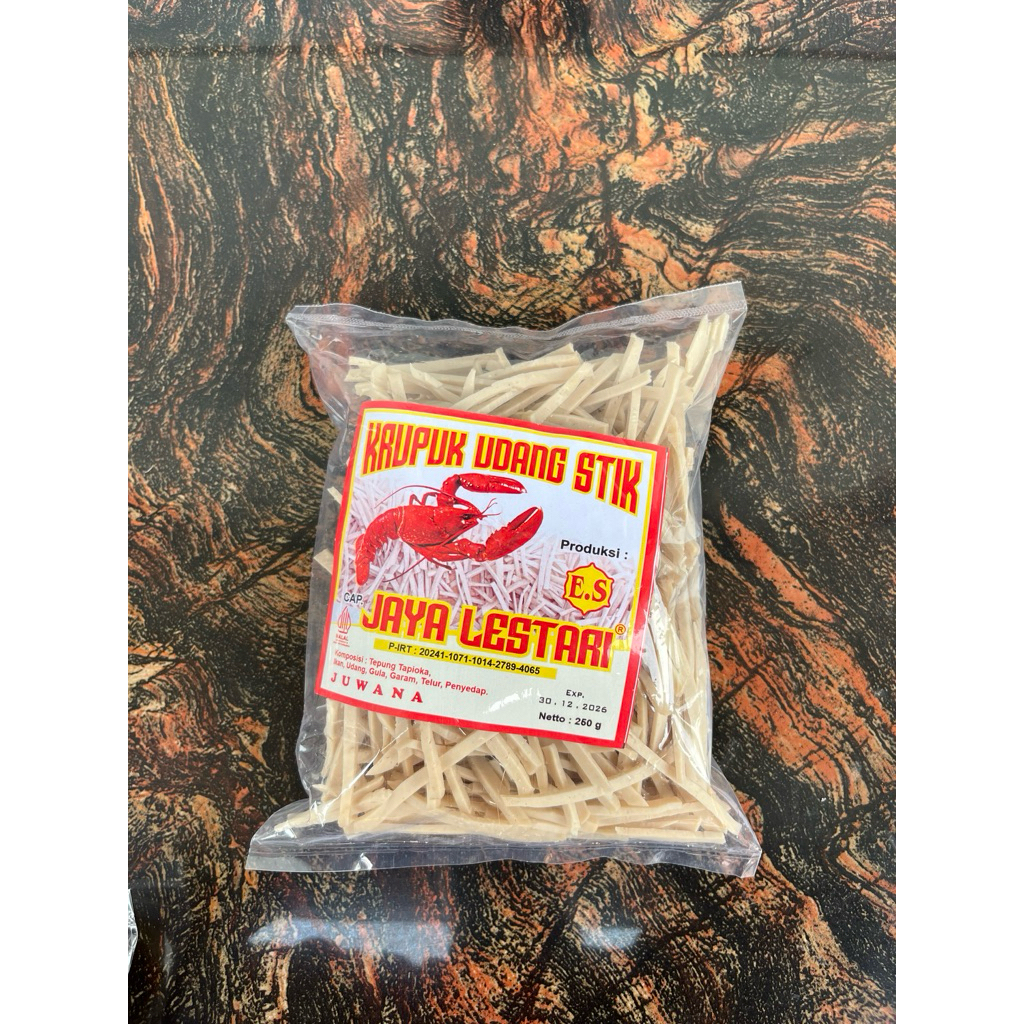 KRUPUK UDANG STIK
Produksi :
E.S
CAP.
JAYA LESTARI®
HALAL
P-IRT : 20241-1071-1014-2789-4065
Komposisi : Tepung Tapioka,
Ikan, Udang, Gula, Garam, Telur, Penyedap.
JUWANA
EXP.
30.12.2026
Netto : 250 g